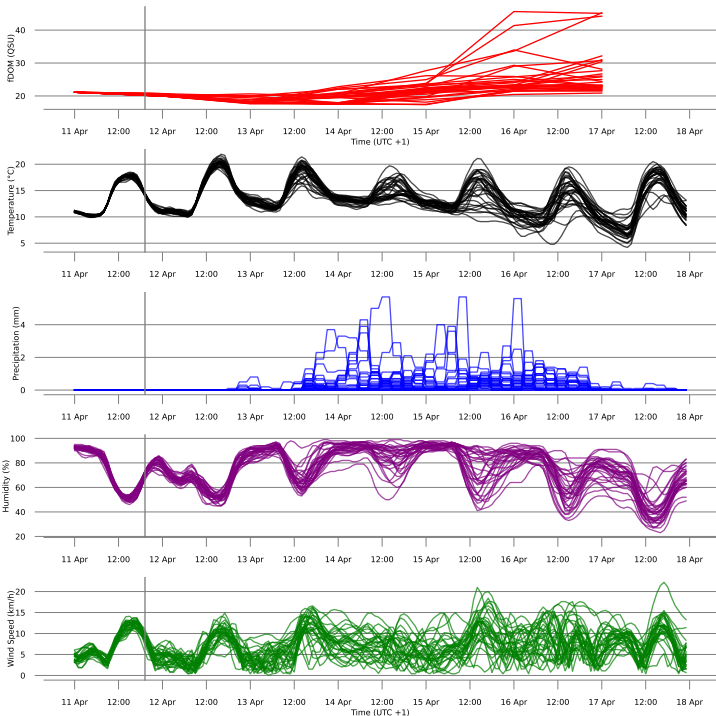 40
30
20
fDOM (QSU)
11 Apr 12:00 12 Apr 12:00 13 Apr 12:00 14 Apr 12:00 15 Apr 12:00 16 Apr 12:00 17 Apr 12:00 18 Apr
Time (UTC +1)
20
15
10
5
Temperature (°C)
11 Apr 12:00 12 Apr 12:00 13 Apr 12:00 14 Apr 12:00 15 Apr 12:00 16 Apr 12:00 17 Apr 12:00 18 Apr
4
2
0
Precipitation (mm)
11 Apr 12:00 12 Apr 12:00 13 Apr 12:00 14 Apr 12:00 15 Apr 12:00 16 Apr 12:00 17 Apr 12:00 18 Apr
100
80
60
40
20
Humidity (%)
11 Apr 12:00 12 Apr 12:00 13 Apr 12:00 14 Apr 12:00 15 Apr 12:00 16 Apr 12:00 17 Apr 12:00 18 Apr
20
15
10
5
0
Wind Speed (km/h)
11 Apr 12:00 12 Apr 12:00 13 Apr 12:00 14 Apr 12:00 15 Apr 12:00 16 Apr 12:00 17 Apr 12:00 18 Apr
Time (UTC +1)